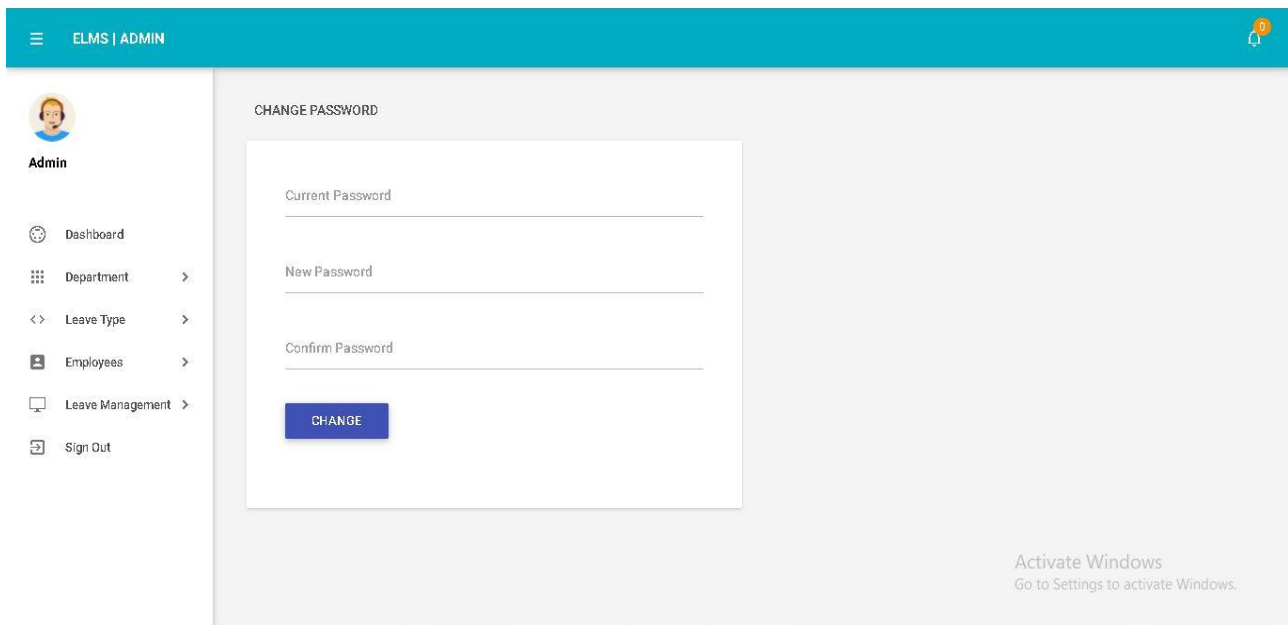 ELMS | ADMIN
0
Admin
Dashboard
Department
Leave Type
Employees
Leave Management
Sign Out
CHANGE PASSWORD
Current Password
New Password
Confirm Password
CHANGE
Activate Windows
Go to Settings to activate Windows.